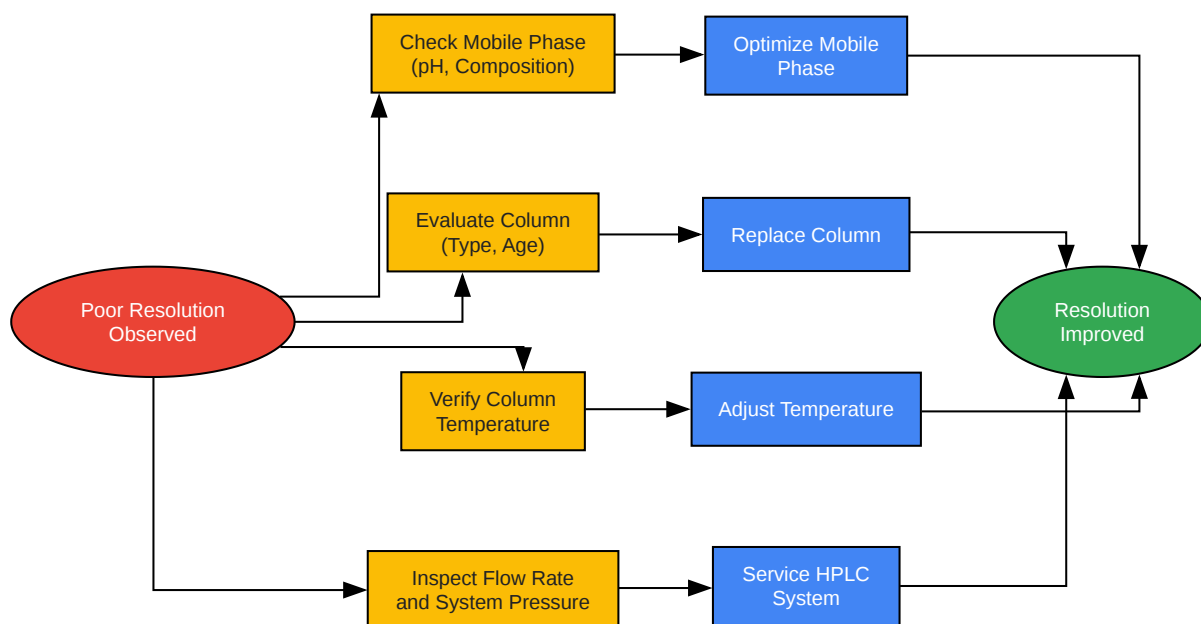 Check Mobile Phase
(pH, Composition)
Optimize Mobile
Phase
Evaluate Column
(Type, Age)
Replace Column
Poor Resolution
Observed
Resolution
Improved
Verify Column
Temperature
Adjust Temperature
Inspect Flow Rate
and System Pressure
Service HPLC
System